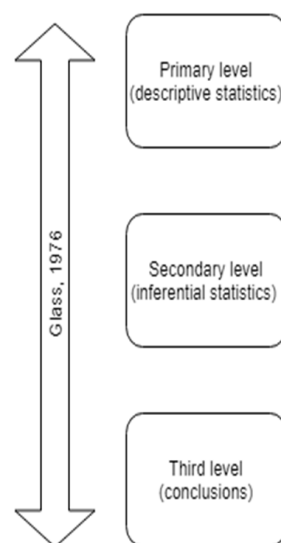 Primary level
(descriptive statistics)
Glass, 1976
Secondary level
(inferential statistics)
Third level
(conclusions)